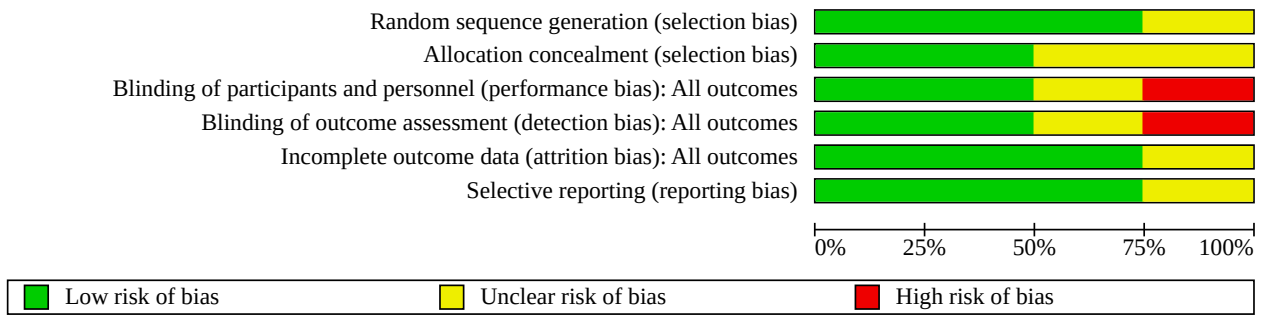 Random sequence generation (selection bias)
Allocation concealment (selection bias)
Blinding of participants and personnel (performance bias): All outcomes
Blinding of outcome assessment (detection bias): All outcomes
Incomplete outcome data (attrition bias): All outcomes
Selective reporting (reporting bias)
0% 25% 50% 75% 100%
Low risk of bias Unclear risk of bias High risk of bias